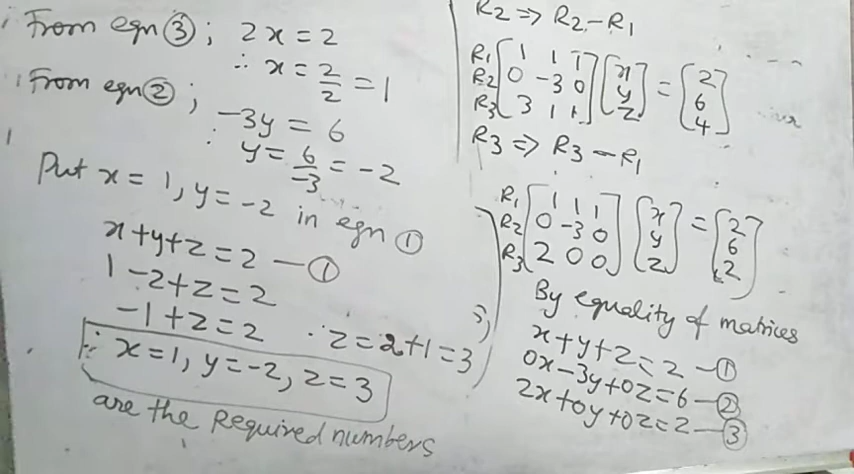 R2 => R2-R1
R1 [1 1 1] [x] = [2]
R2 [0 -3 0] [y] [6]
R3 [3 1 1] [z] [4]
R3 => R3-R1
R1 [1 1 1] [x] = [2]
R2 [0 -3 0] [y] [6]
R3 [2 0 0] [z] [2]
By equality of matrices
x+y+z=2 -①
0x-3y+0z=6 -②
2x+0y+0z=2 -③
From eqn ③; 2x=2
∴ x = 2/2 = 1
From eqn ②;
-3y = 6
∴ y = 6/-3 = -2
Put x = 1, y = -2 in eqn ①
x+y+z=2 -①
1-2+z=2
-1+z=2 ∴ z=2+1=3
∴ x=1, y=-2, z=3
are the Required numbers